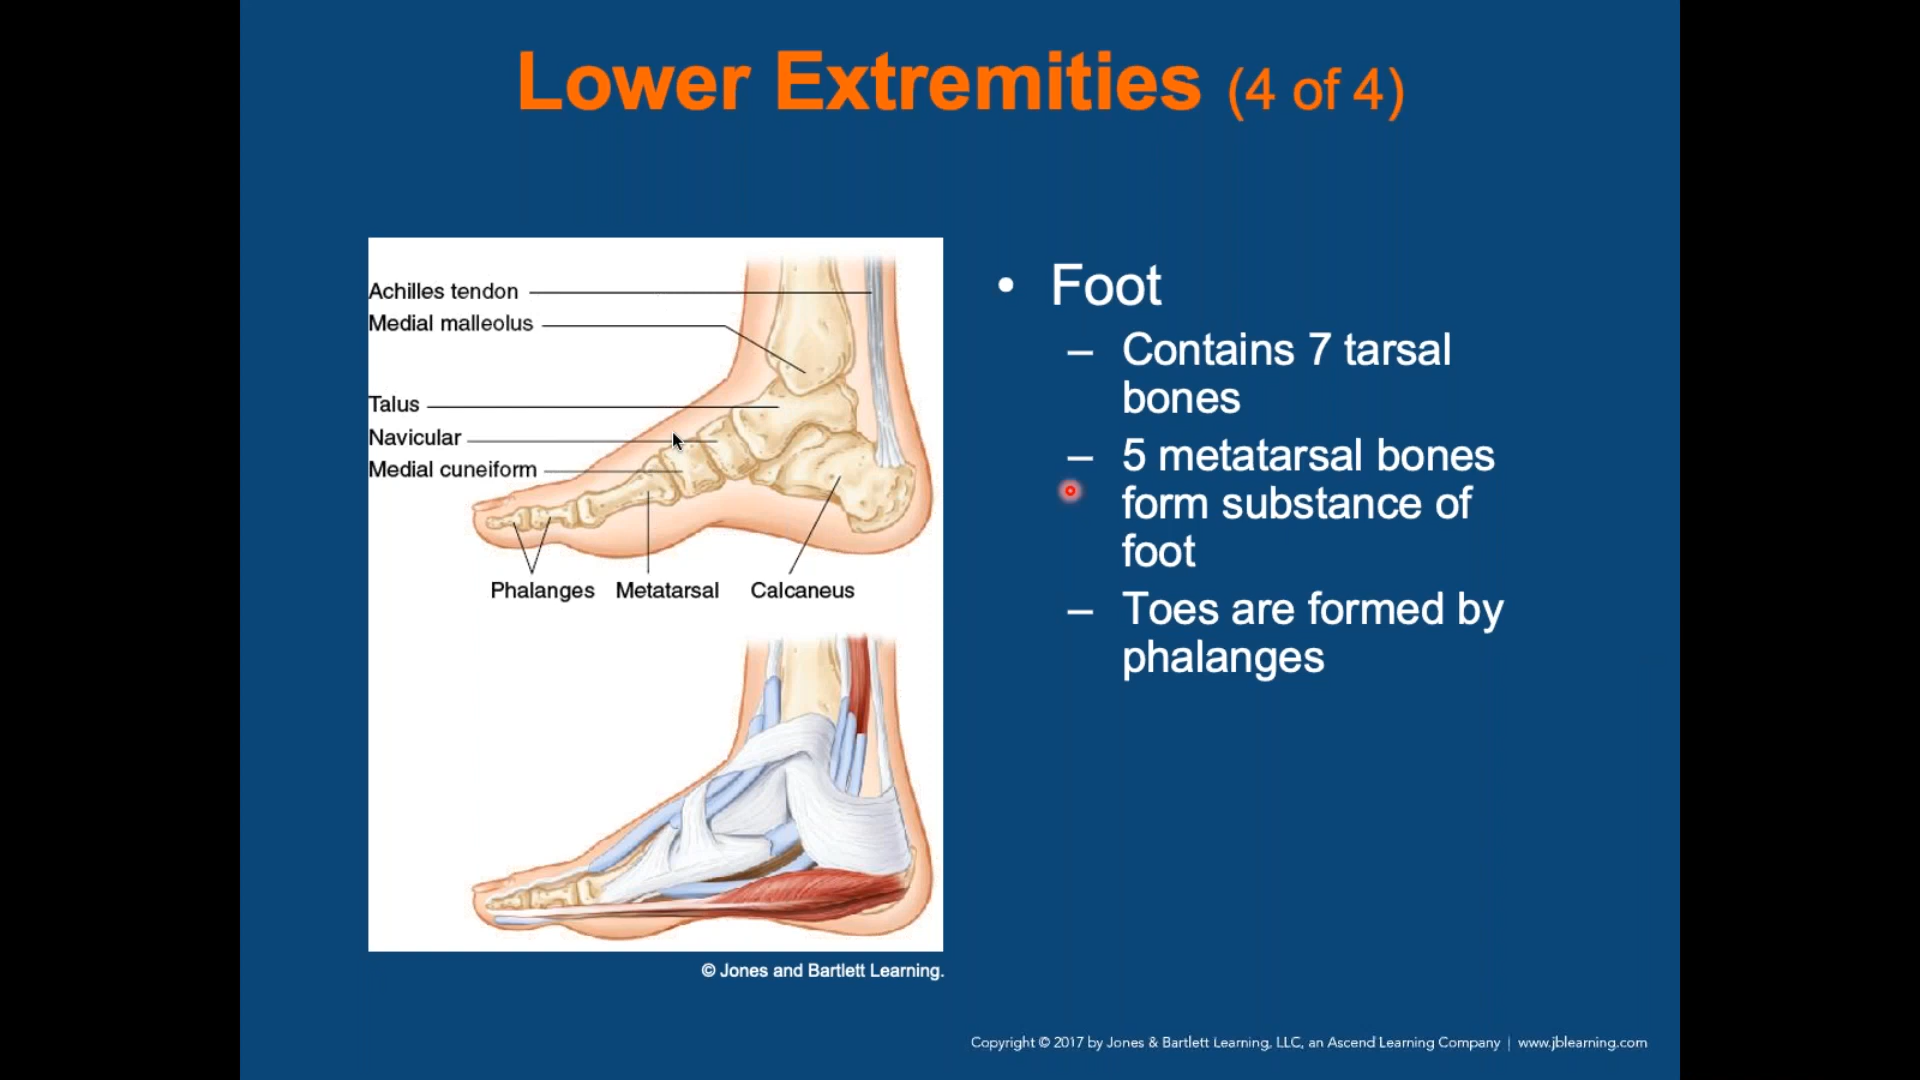 Lower Extremities (4 of 4)
Achilles tendon
Medial malleolus
Talus
Navicular
Medial cuneiform
Phalanges Metatarsal Calcaneus
© Jones and Bartlett Learning.
• Foot
– Contains 7 tarsal
bones
– 5 metatarsal bones
form substance of
foot
– Toes are formed by
phalanges
Copyright © 2017 by Jones & Bartlett Learning, LLC, an Ascend Learning Company | www.jblearning.com